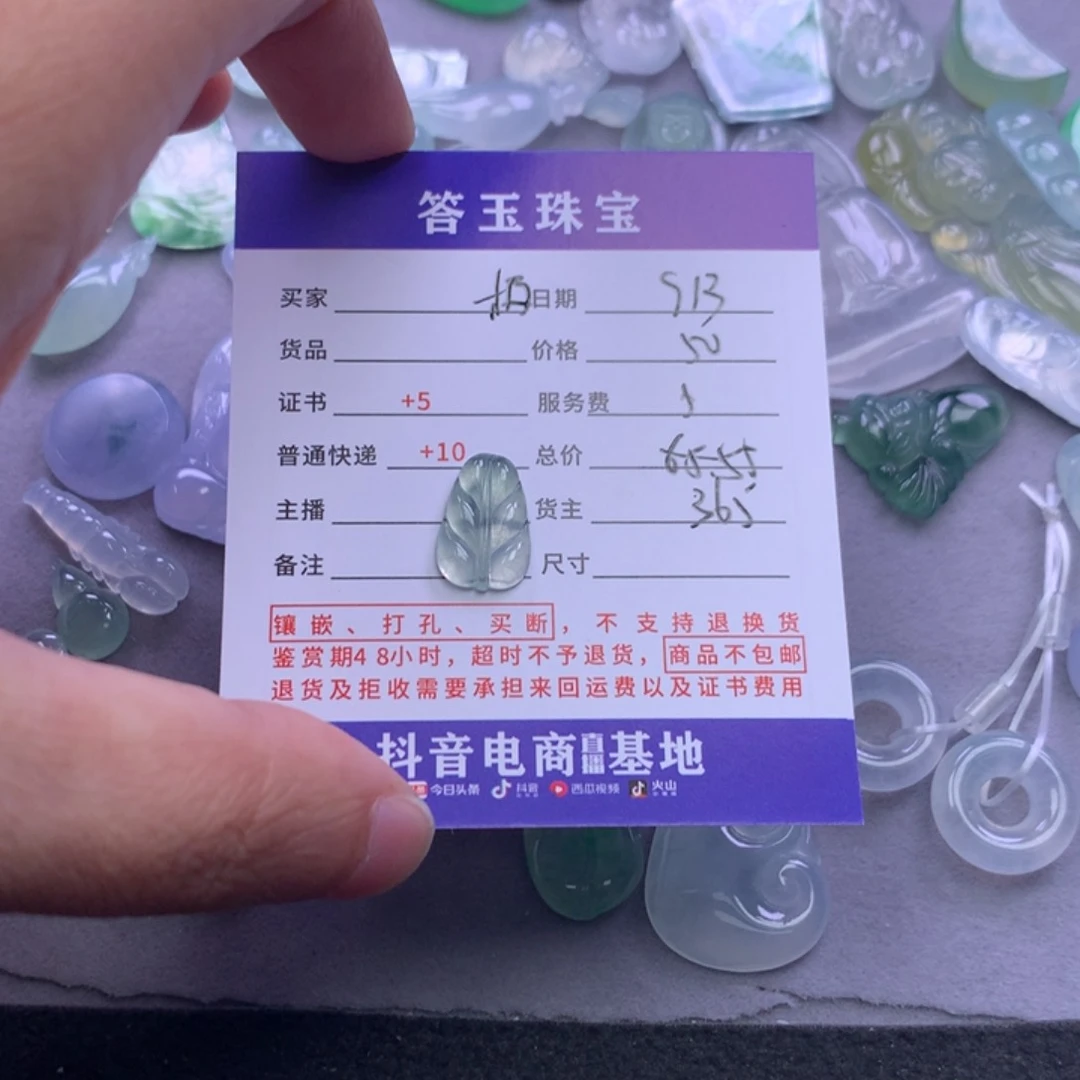 答玉珠宝
买家 日期 913
货品 价格 50
证书 +5 服务费
普通快递 +10 总价
主播 货主 365
备注 尺寸
镶嵌、打孔、买断，不支持退换货
鉴赏期48小时，超时不予退货，商品不包邮
退货及拒收需要承担来回运费以及证书费用
抖音电商直播基地
今日头条 抖音 西瓜视频 火山